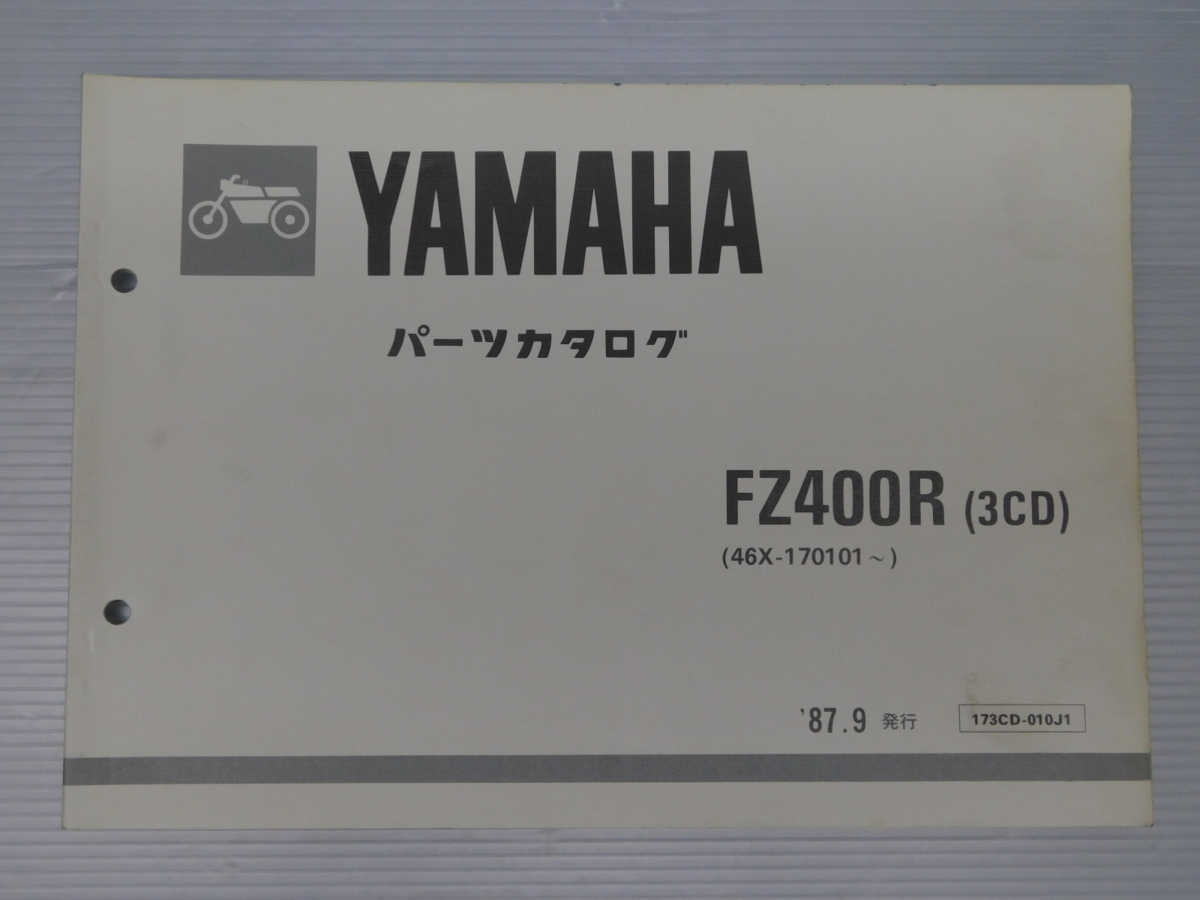 YAMAHA
パーツカタログ
FZ400R (3CD)
(46X-170101～)
'87.9 発行
173CD-010J1